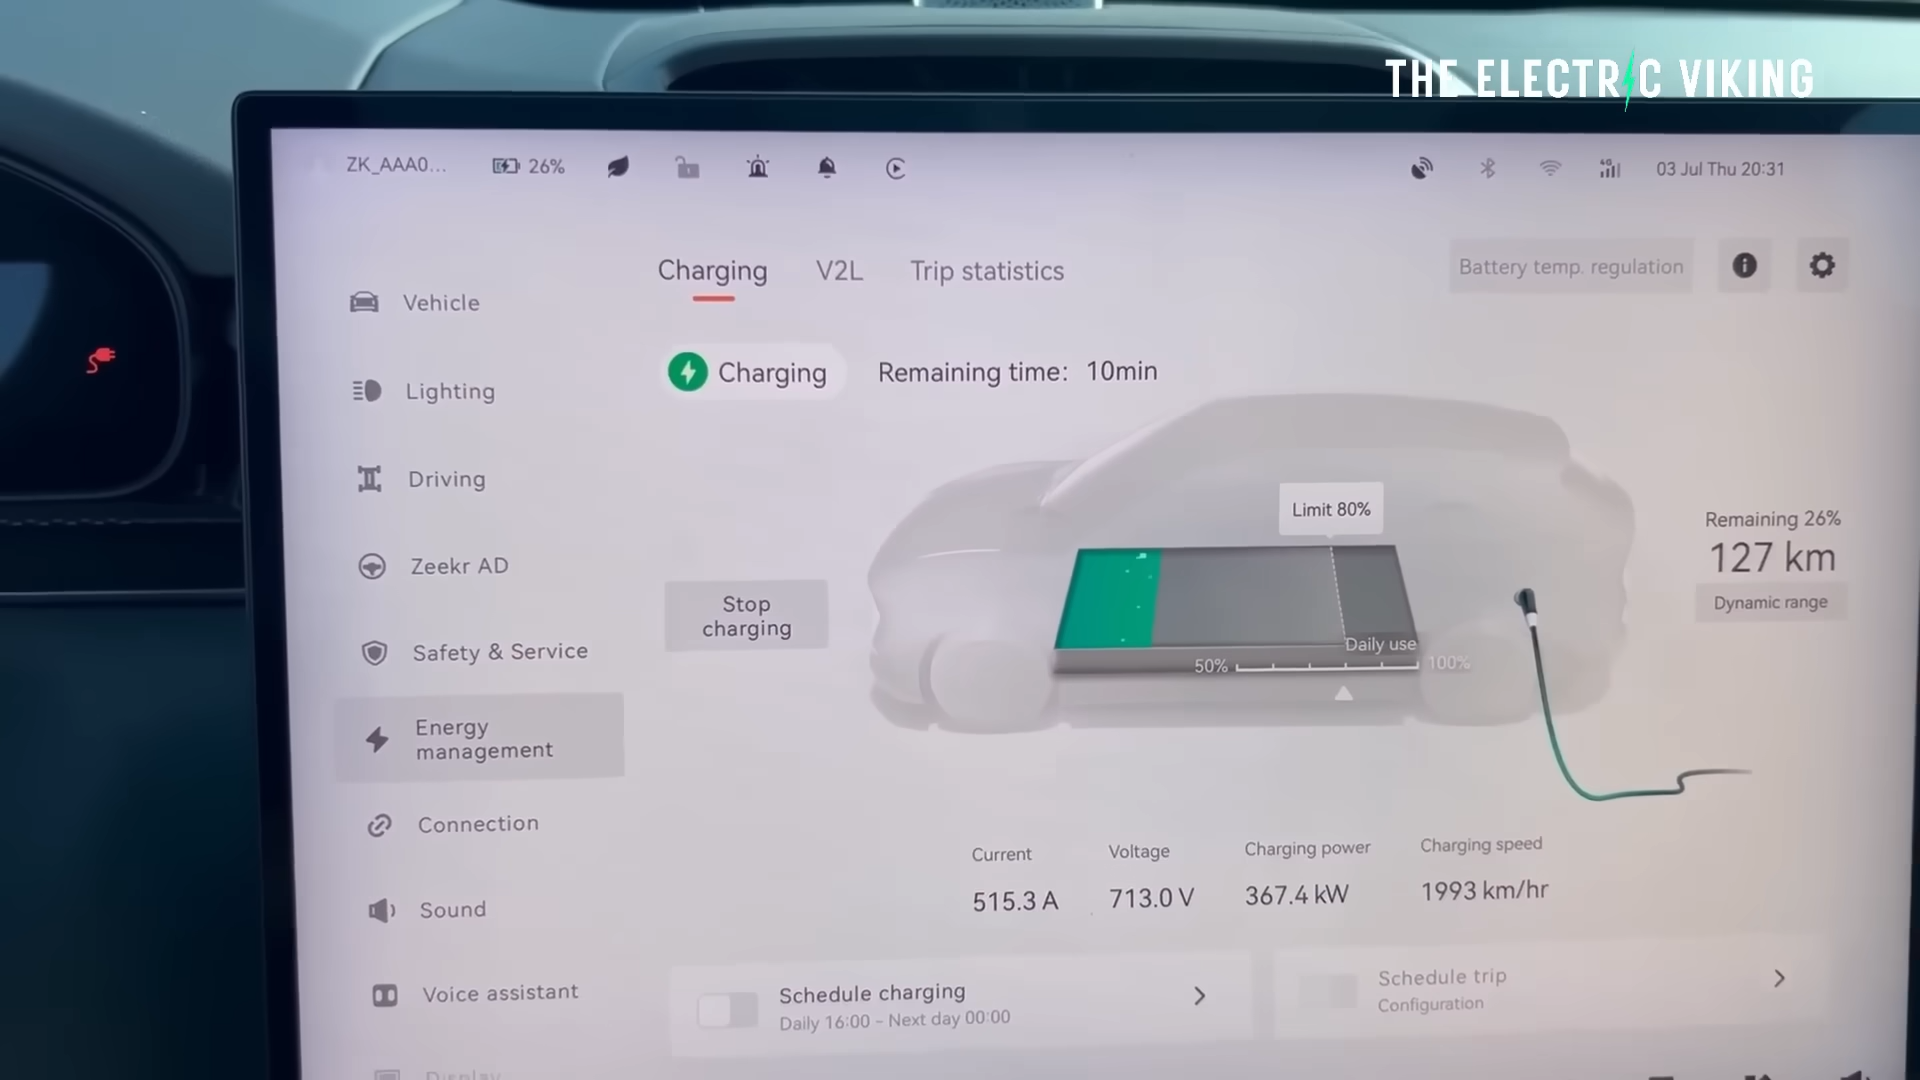 THE ELECTRIC VIKING
ZK_AAA0...
26%
4G
03 Jul Thu 20:31
Charging
V2L
Trip statistics
Battery temp. regulation
Vehicle
Lighting
Driving
Zeekr AD
Safety & Service
Energy
management
Connection
Sound
Voice assistant
Display
Charging
Remaining time: 10min
Limit 80%
Stop
charging
Daily use
50%
100%
Remaining 26%
127 km
Dynamic range
Current
Voltage
Charging power
Charging speed
515.3 A
713.0 V
367.4 kW
1993 km/hr
Schedule charging
Daily 16:00 - Next day 00:00
Schedule trip
Configuration